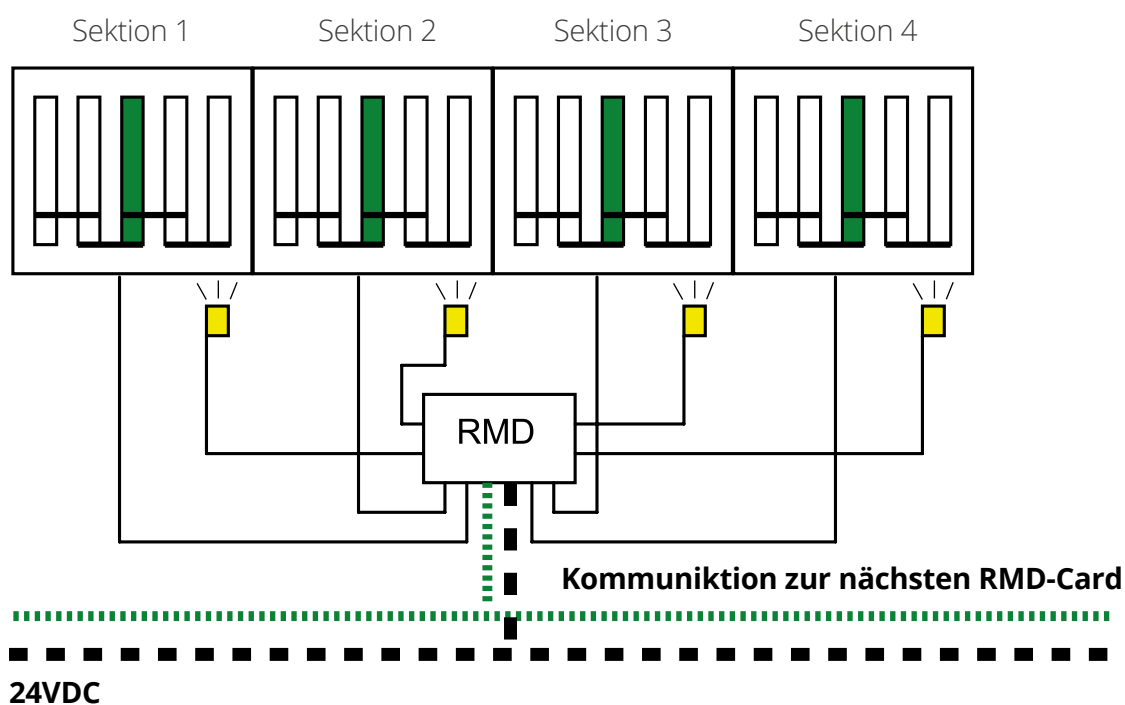 Sektion 1
Sektion 2
Sektion 3
Sektion 4
RMD
Kommuniktion zur nächsten RMD-Card
24VDC